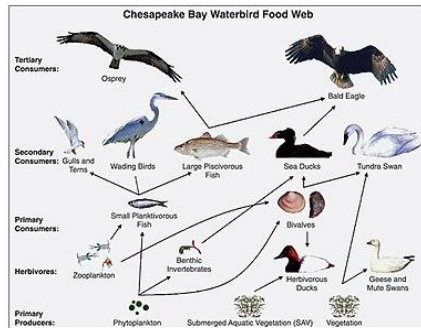 Chesapeake Bay Waterbird Food Web
Tertiary
Consumers:
Osprey
Bald Eagle
Secondary
Consumers:
Gulls and
Terns
Wading Birds
Large Piscivorous
Fish
Sea Ducks
Tundra Swan
Primary
Consumers:
Small Planktivorous
Fish
Bivalves
Herbivores:
Zooplankton
Benthic
Invertebrates
Herbivorous
Ducks
Geese and
Mute Swans
Primary
Producers:
Phytoplankton
Submerged Aquatic Vegetation (SAV)
Vegetation